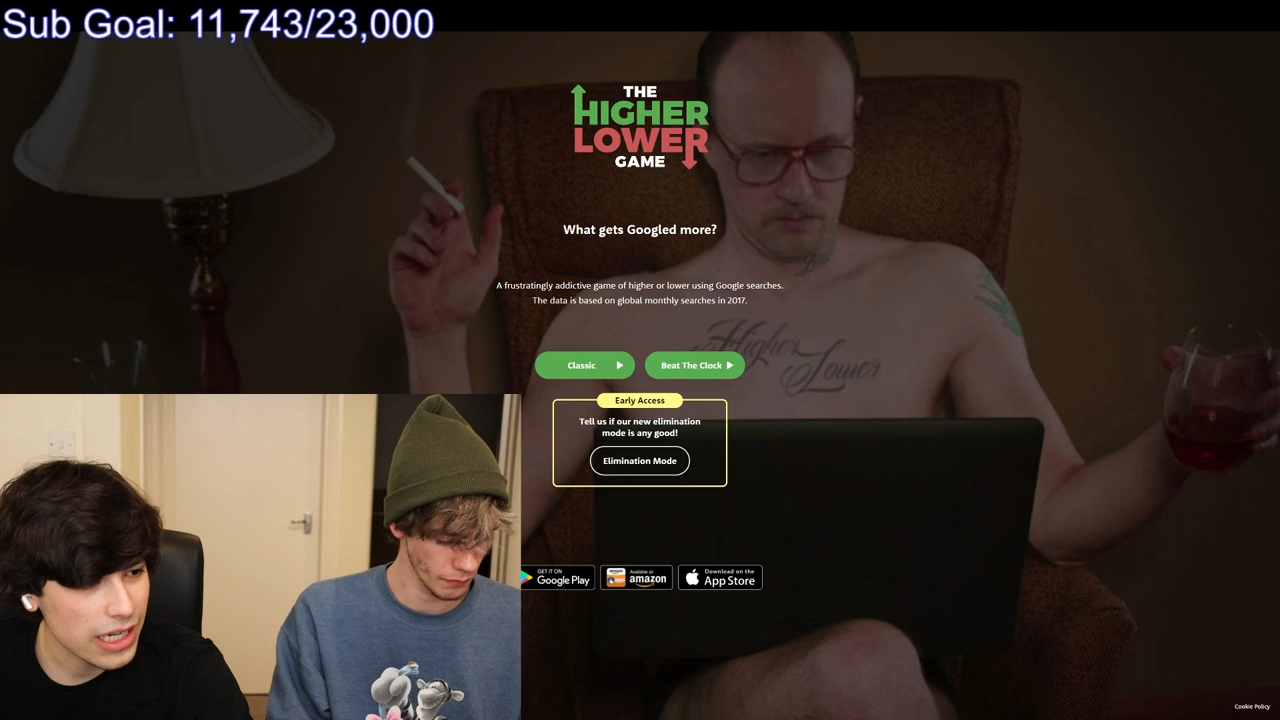 Sub Goal: 11,743/23,000
THE
HIGHER
LOWER
GAME
What gets Googled more?
A frustratingly addictive game of higher or lower using Google searches.
The data is based on global monthly searches in 2017.
Higher
Lower
Classic
Beat The Clock
Early Access
Tell us if our new elimination
mode is any good!
Elimination Mode
GET IT ON
Google Play
Available at
amazon
Download on the
App Store
Cookie Policy